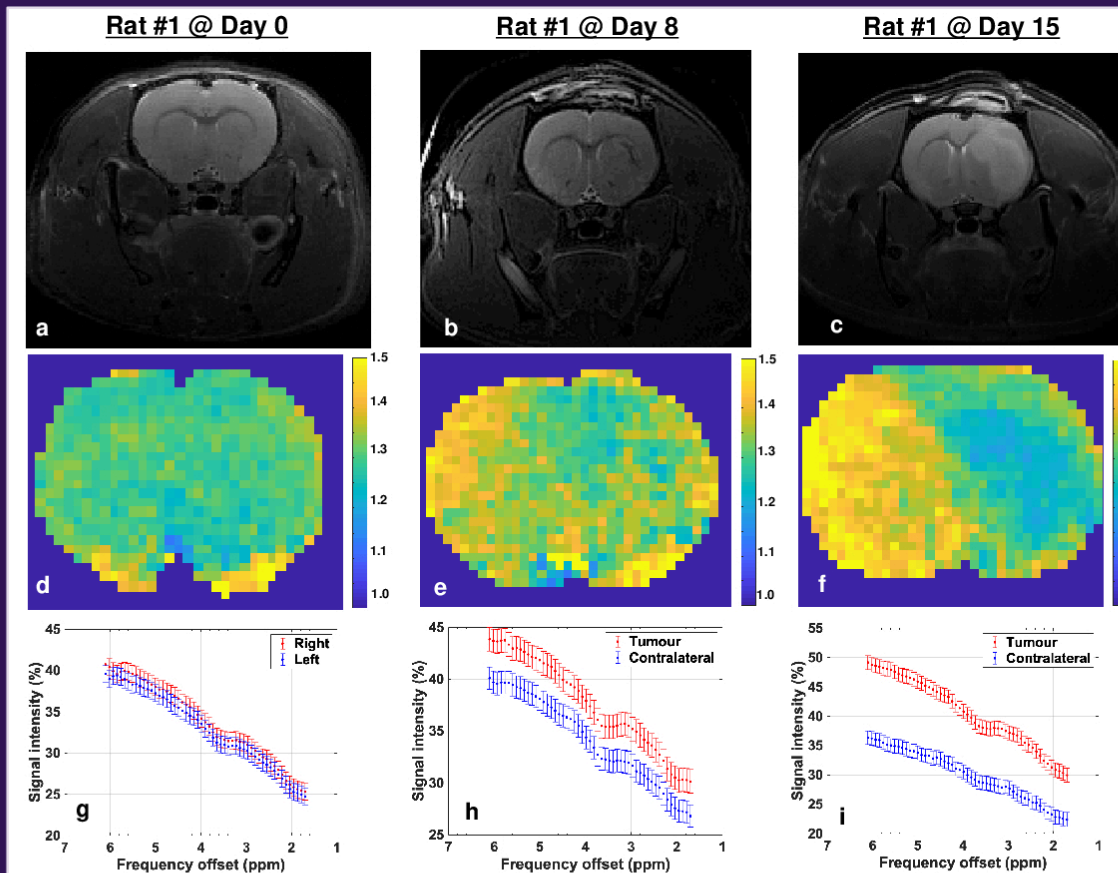 Rat #1 @ Day 0
Rat #1 @ Day 8
Rat #1 @ Day 15
a
b
c
1.5
1.4
1.3
1.2
1.1
1.0
d
1.5
1.4
1.3
1.2
1.1
1.0
e
f
45
40
35
30
25
20
7
6
5
4
3
2
1
Signal intensity (%)
Frequency offset (ppm)
Right
Left
g
45
40
35
30
25
7
6
5
4
3
2
1
Signal intensity (%)
Frequency offset (ppm)
Tumour
Contralateral
h
55
50
45
40
35
30
25
20
7
6
5
4
3
2
1
Signal intensity (%)
Frequency offset (ppm)
Tumour
Contralateral
i